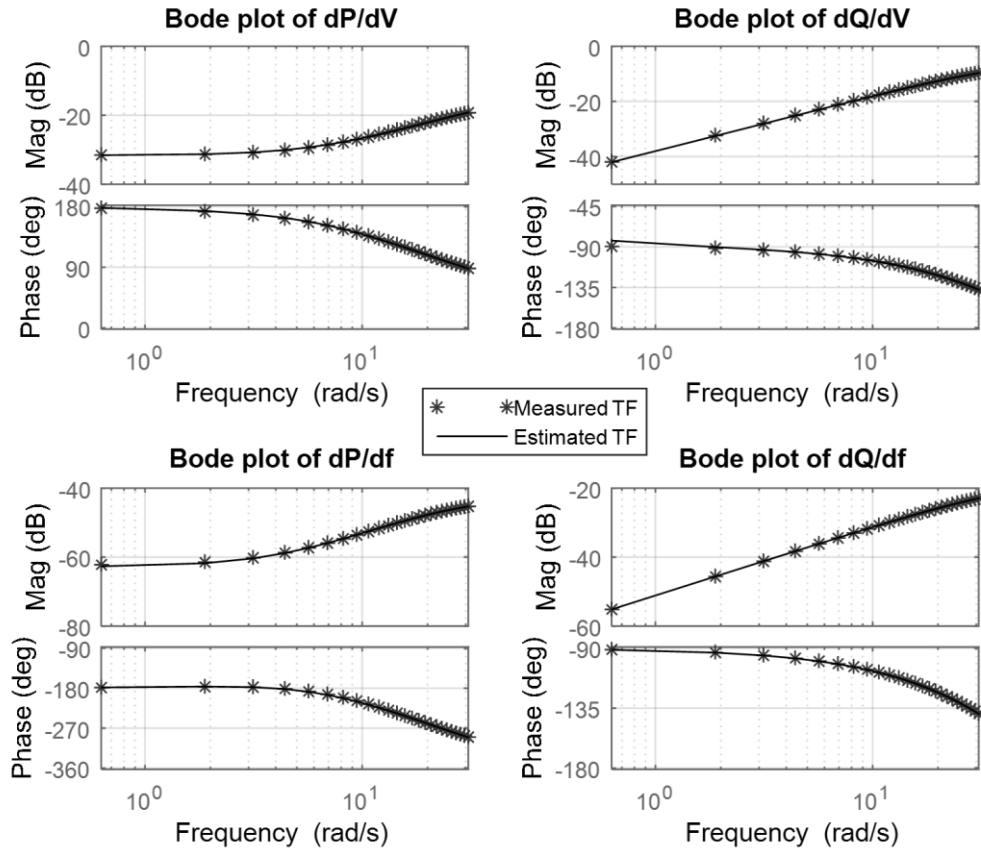 Bode plot of dP/dV
Mag (dB)
0
-20
-40
Phase (deg)
180
90
0
10^0
10^1
Frequency (rad/s)
Bode plot of dQ/dV
Mag (dB)
0
-20
-40
Phase (deg)
-45
-90
-135
-180
10^0
10^1
Frequency (rad/s)
Measured TF
Estimated TF
Bode plot of dP/df
Mag (dB)
-40
-60
-80
Phase (deg)
-90
-180
-270
-360
10^0
10^1
Frequency (rad/s)
Bode plot of dQ/df
Mag (dB)
-20
-40
-60
Phase (deg)
-90
-135
-180
10^0
10^1
Frequency (rad/s)